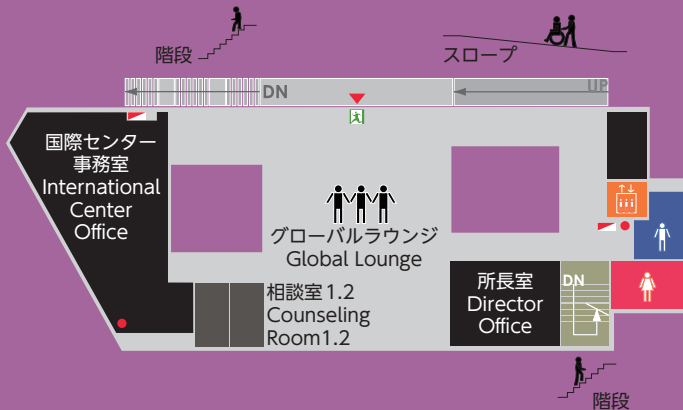 階段
スロープ
DN
UP
国際センター
事務室
International
Center
Office
グローバルラウンジ
Global Lounge
相談室1.2
Counseling
Room1.2
所長室
Director
Office
DN
階段